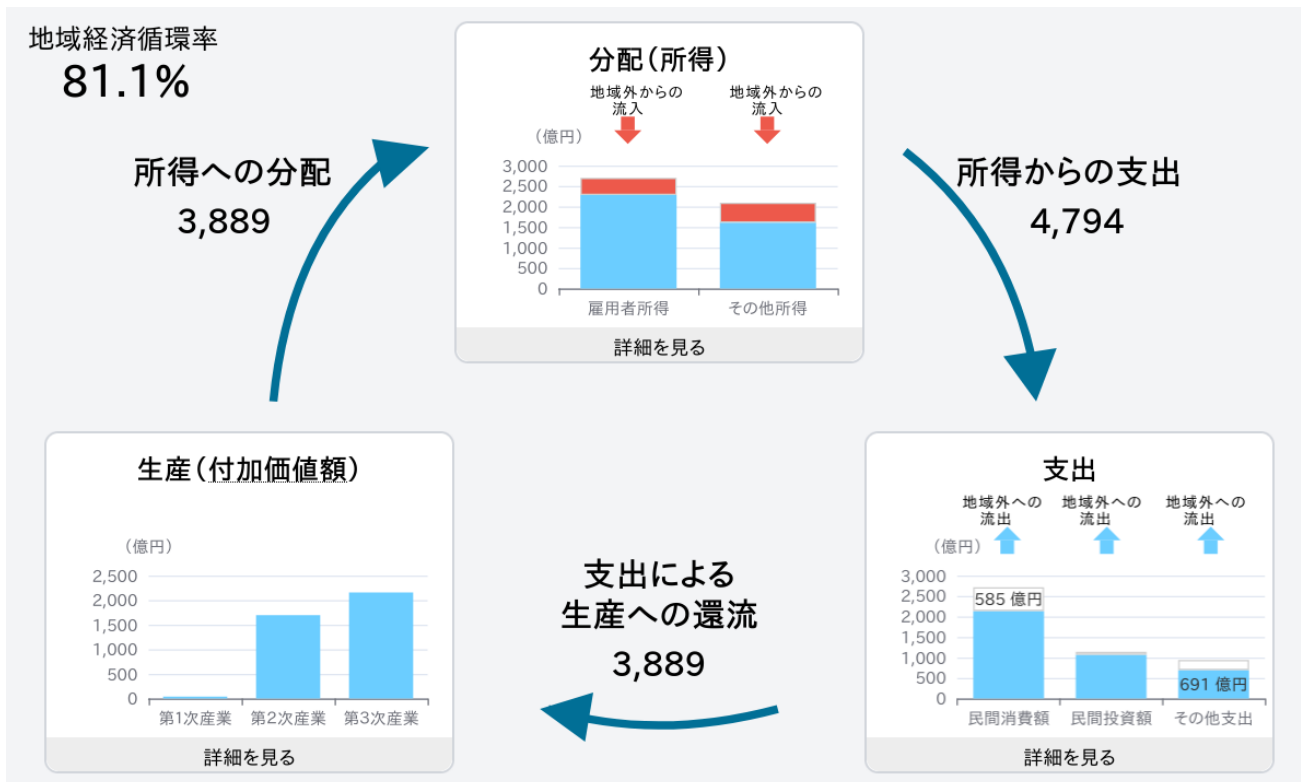 地域経済循環率
81.1%
分配(所得)
地域外からの
流入
地域外からの
流入
(億円)
3,000
2,500
2,000
1,500
1,000
500
0
雇用者所得
その他所得
詳細を見る
所得への分配
3,889
所得からの支出
4,794
生産(付加価値額)
(億円)
2,500
2,000
1,500
1,000
500
0
第1次産業
第2次産業
第3次産業
詳細を見る
支出による
生産への還流
3,889
支出
地域外への
流出
地域外への
流出
地域外への
流出
(億円)
3,000
2,500
2,000
1,500
1,000
500
0
585 億円
691 億円
民間消費額
民間投資額
その他支出
詳細を見る